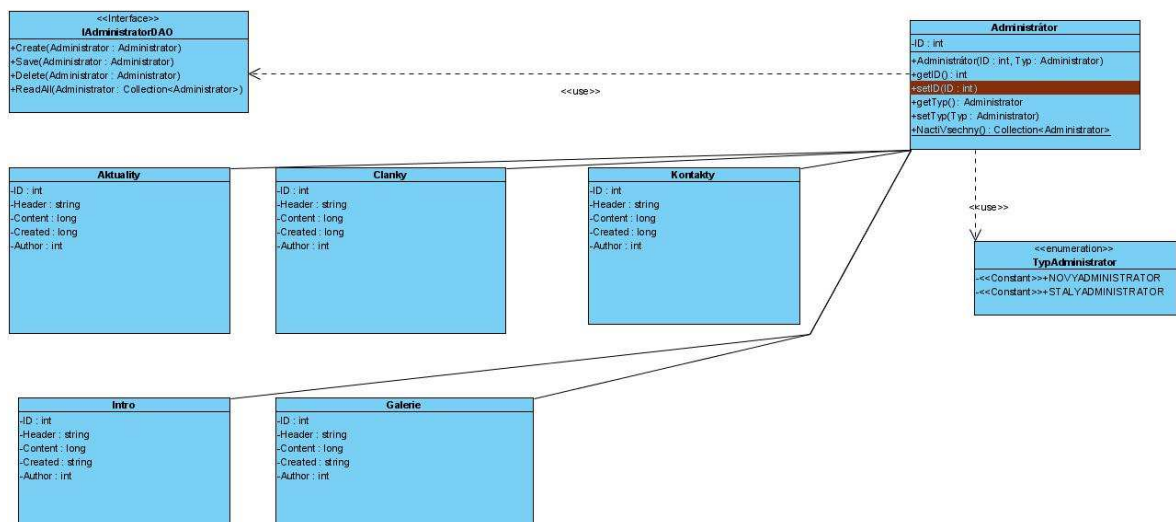 <<Interface>>
IAdministratorDAO
+Create(Administrator : Administrator)
+Save(Administrator : Administrator)
+Delete(Administrator : Administrator)
+ReadAll(Administrator : Collection<Administrator>)
<<use>>
Administrátor
-ID : int
+Administrátor(ID : int, Typ : Administrator)
+getID() : int
+setID(ID : int)
+getTyp() : Administrator
+setTyp(Typ : Administrator)
+NactiVsechny() : Collection<Administrator>
<<use>>
<<enumeration>>
TypAdministrator
-<<Constant>>+NOVYADMINISTRATOR
-<<Constant>>+STALYADMINISTRATOR
Aktuality
-ID : int
-Header : string
-Content : long
-Created : long
-Author : int
Clanky
-ID : int
-Header : string
-Content : long
-Created : long
-Author : int
Kontakty
-ID : int
-Header : string
-Content : long
-Created : long
-Author : int
Intro
-ID : int
-Header : string
-Content : long
-Created : string
-Author : int
Galerie
-ID : int
-Header : string
-Content : long
-Created : string
-Author : int